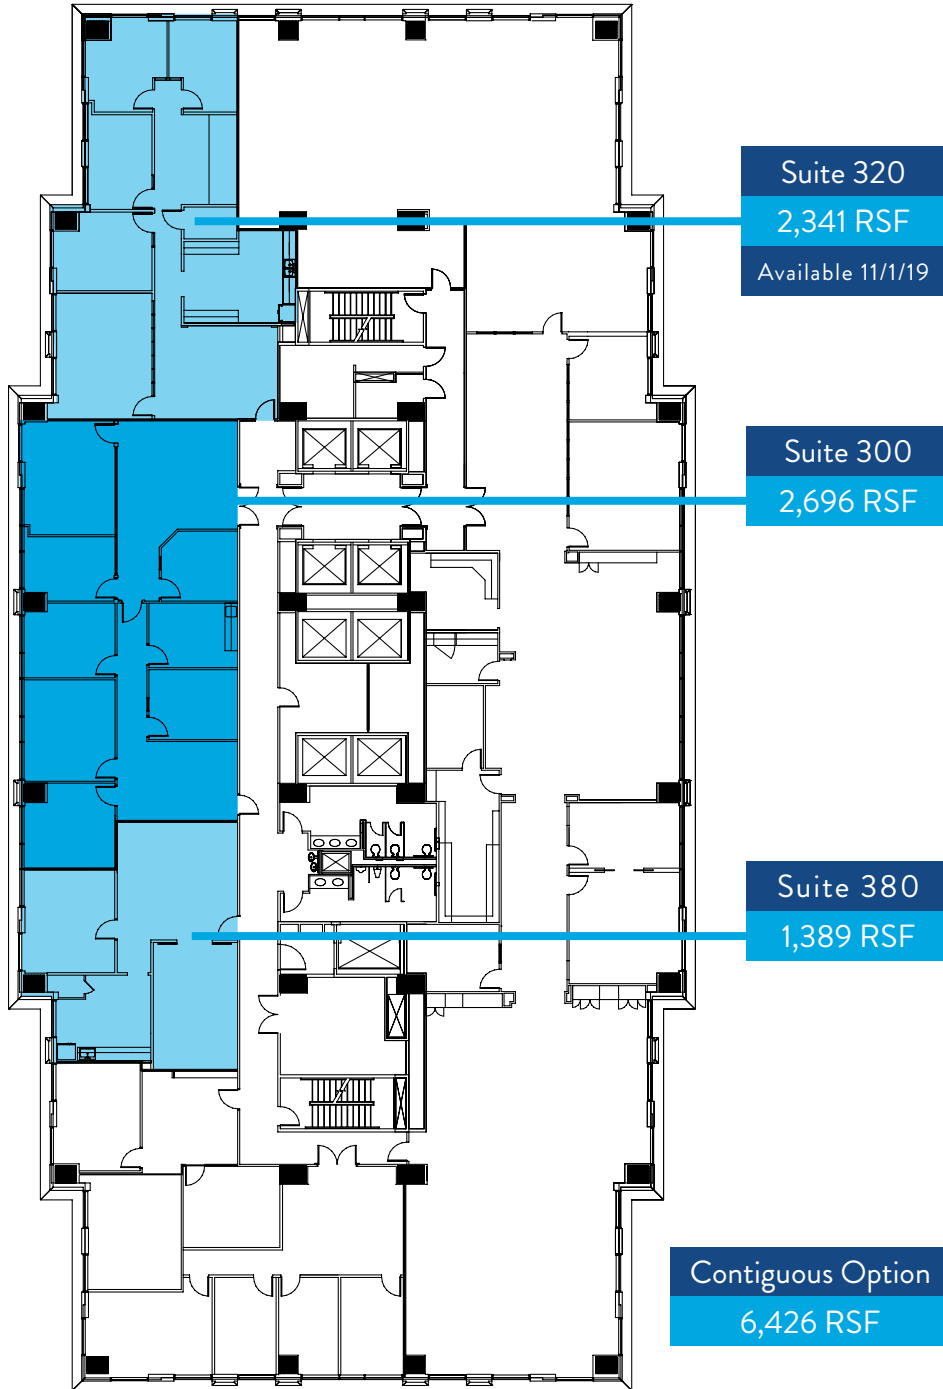 Suite 320
2,341 RSF
Available 11/1/19
Suite 300
2,696 RSF
Suite 380
1,389 RSF
Contiguous Option
6,426 RSF